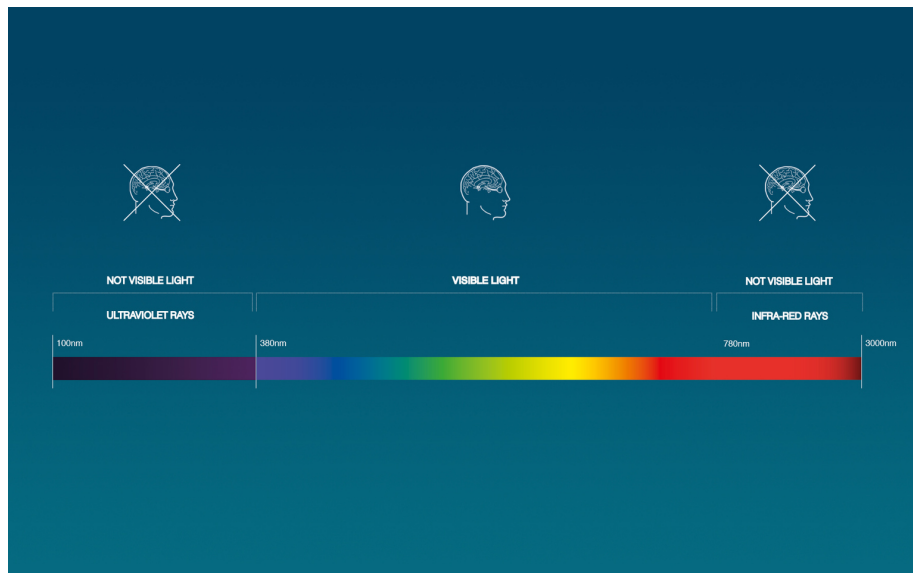 NOT VISIBLE LIGHT
VISIBLE LIGHT
NOT VISIBLE LIGHT
ULTRAVIOLET RAYS
INFRA-RED RAYS
100nm
380nm
780nm
3000nm